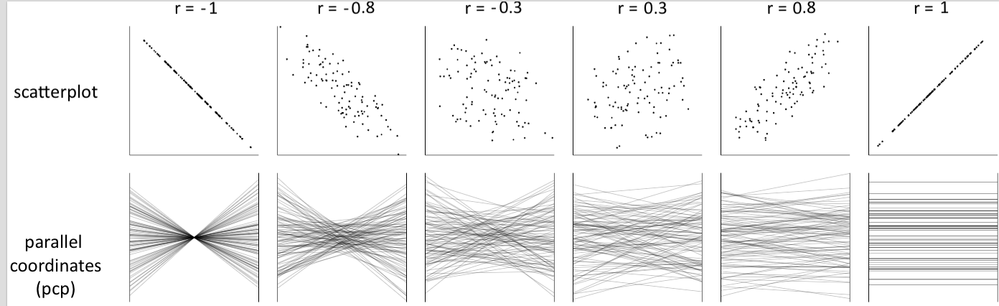 r = -1
r = -0.8
r = -0.3
r = 0.3
r = 0.8
r = 1
scatterplot
parallel
coordinates
(pcp)